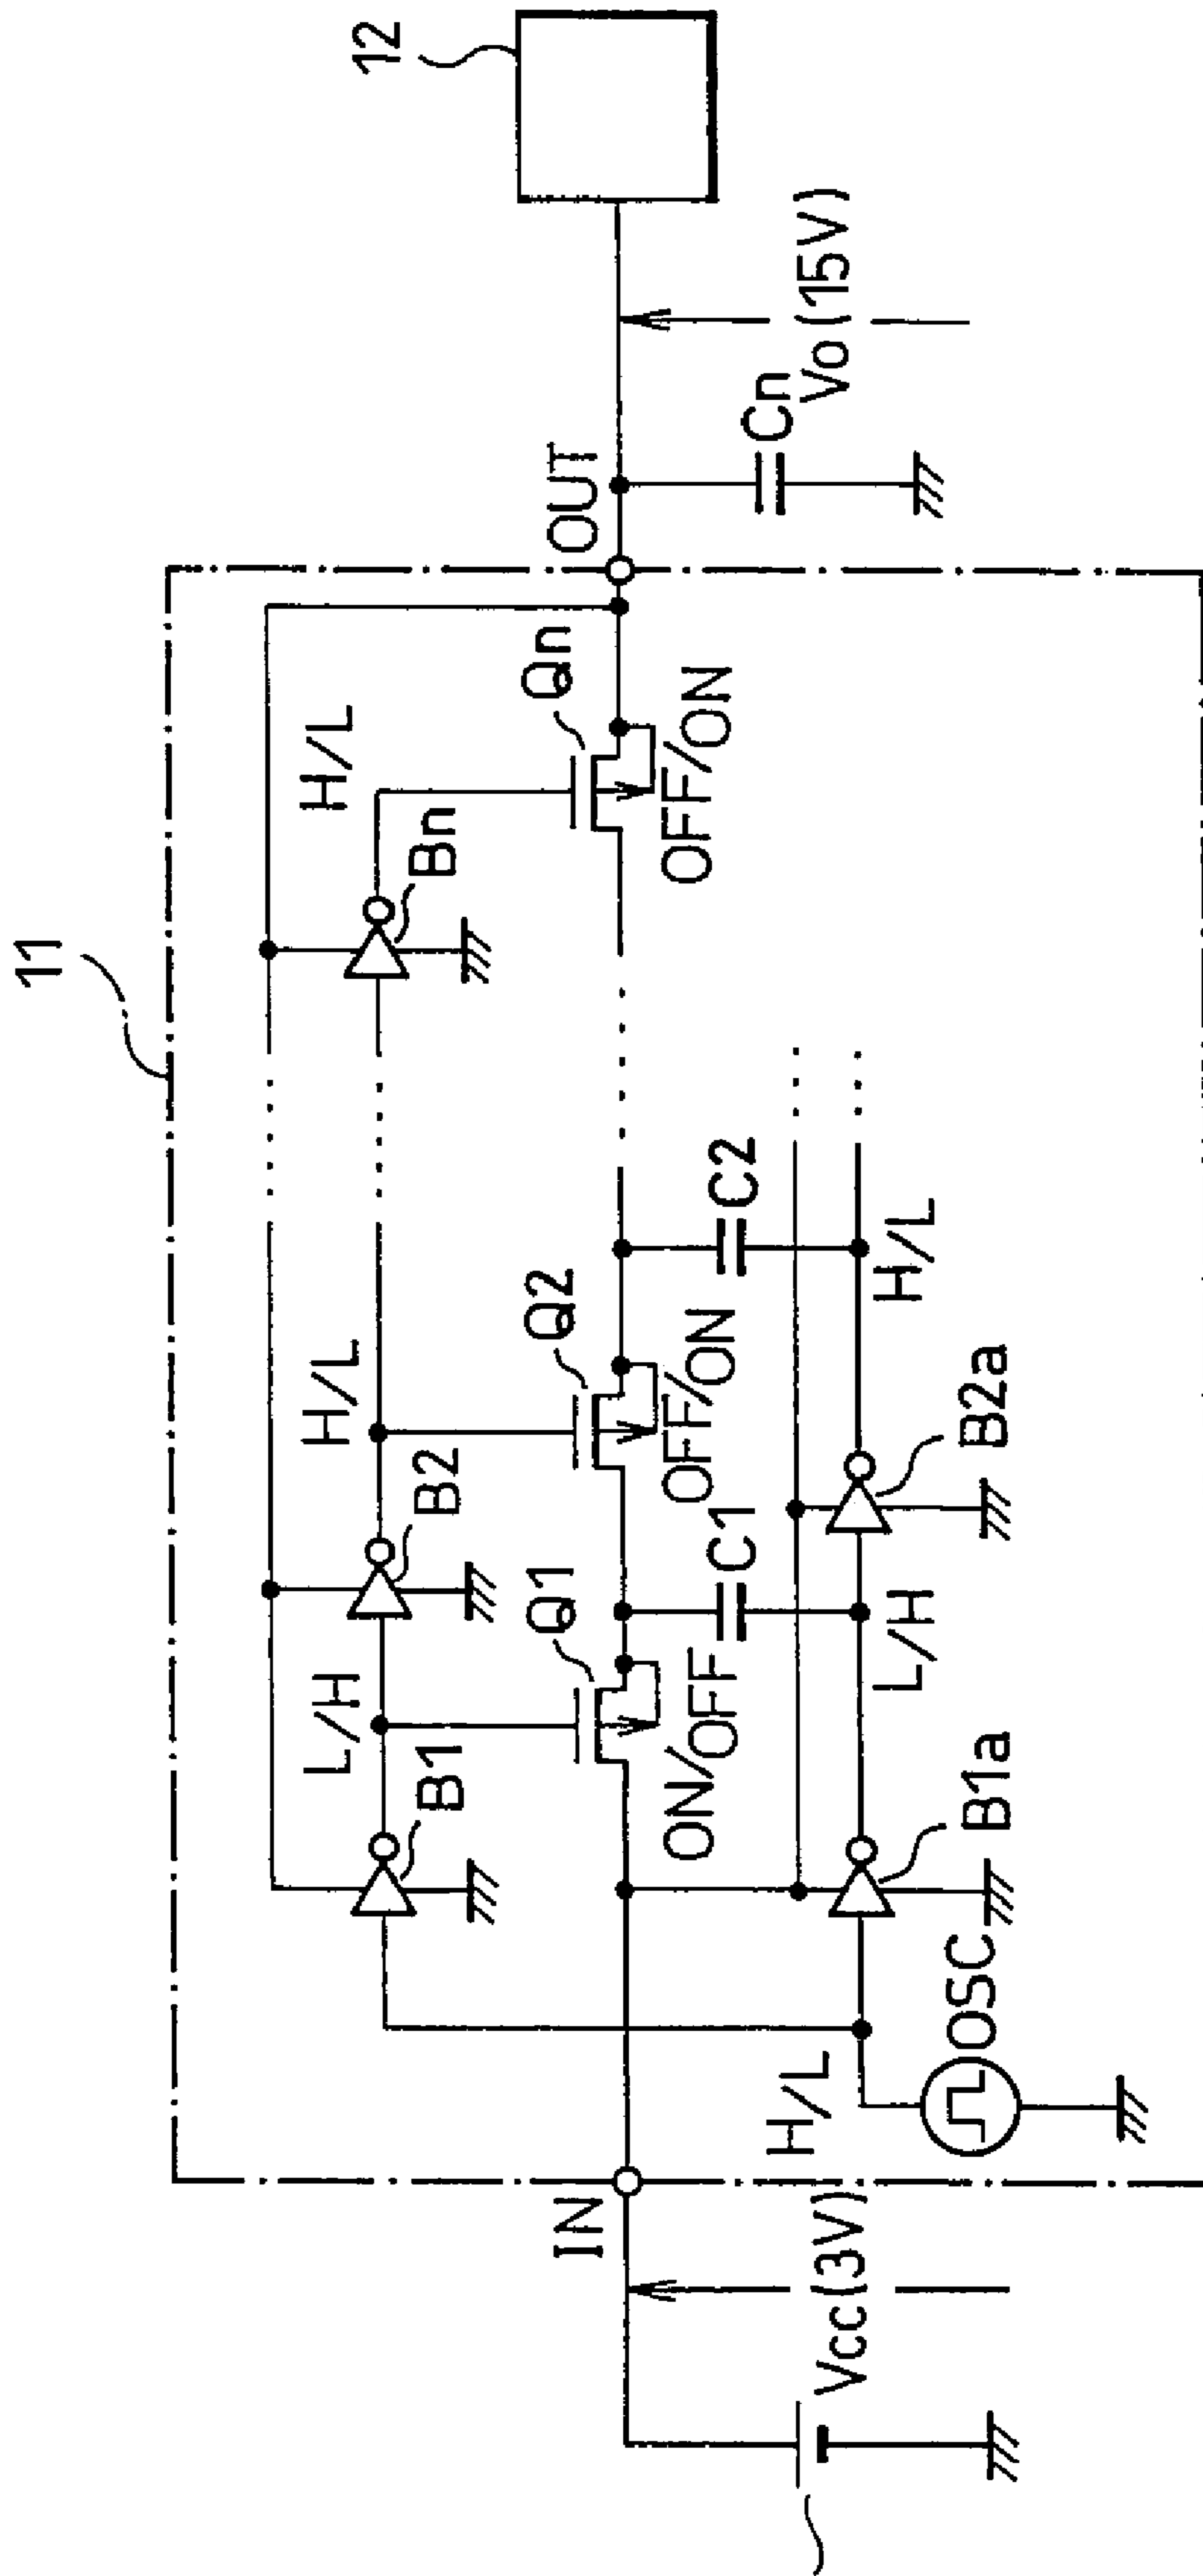 11
12
H/L
Bn
Qn
OFF/ON
OUT
Cn
Vo (15V)
H/L
B2
Q2
OFF/ON
C2
H/L
B2a
L/H
B1
Q1
ON/OFF
C1
L/H
B1a
IN
H/L
OSC
Vcc(3V)